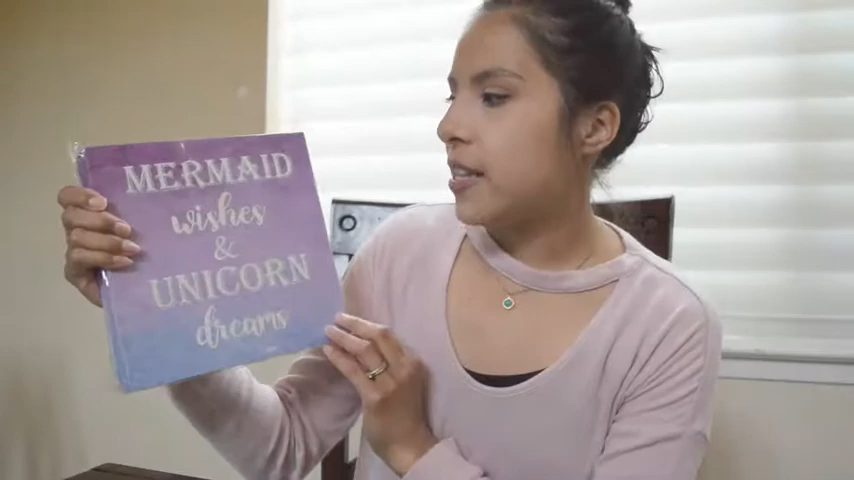 MERMAID
wishes
&
UNICORN
dreams